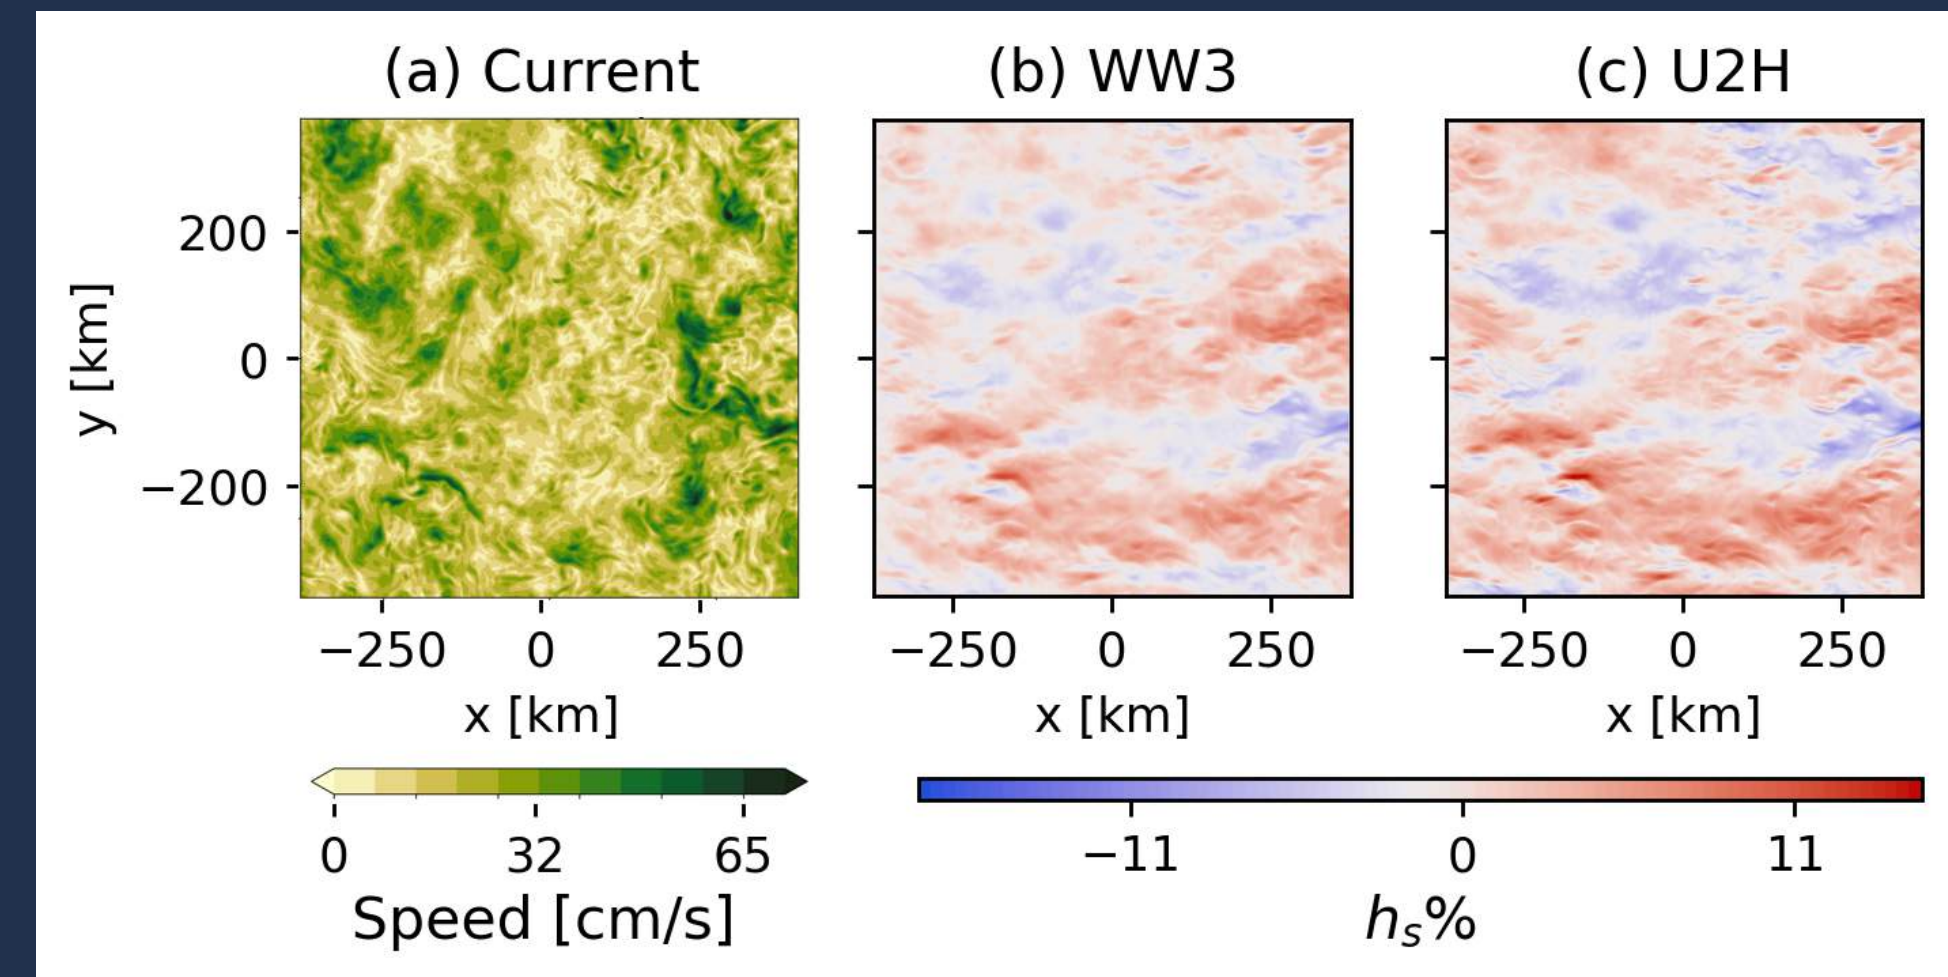 (a) Current
(b) WW3
(c) U2H
y [km]
200
0
−200
−250 0 250
x [km]
−250 0 250
x [km]
−250 0 250
x [km]
0 32 65
Speed [cm/s]
−11 0 11
hₛ%